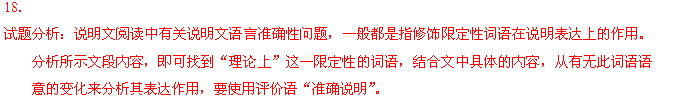 18.
试题分析：说明文阅读中有关说明文语言准确性问题，一般都是指修饰限定性词语在说明表达上的作用。
分析所示文段内容，即可找到“理论上”这一限定性的词语，结合文中具体的内容，从有无此词语语
意的变化来分析其表达作用，要使用评价语“准确说明”。